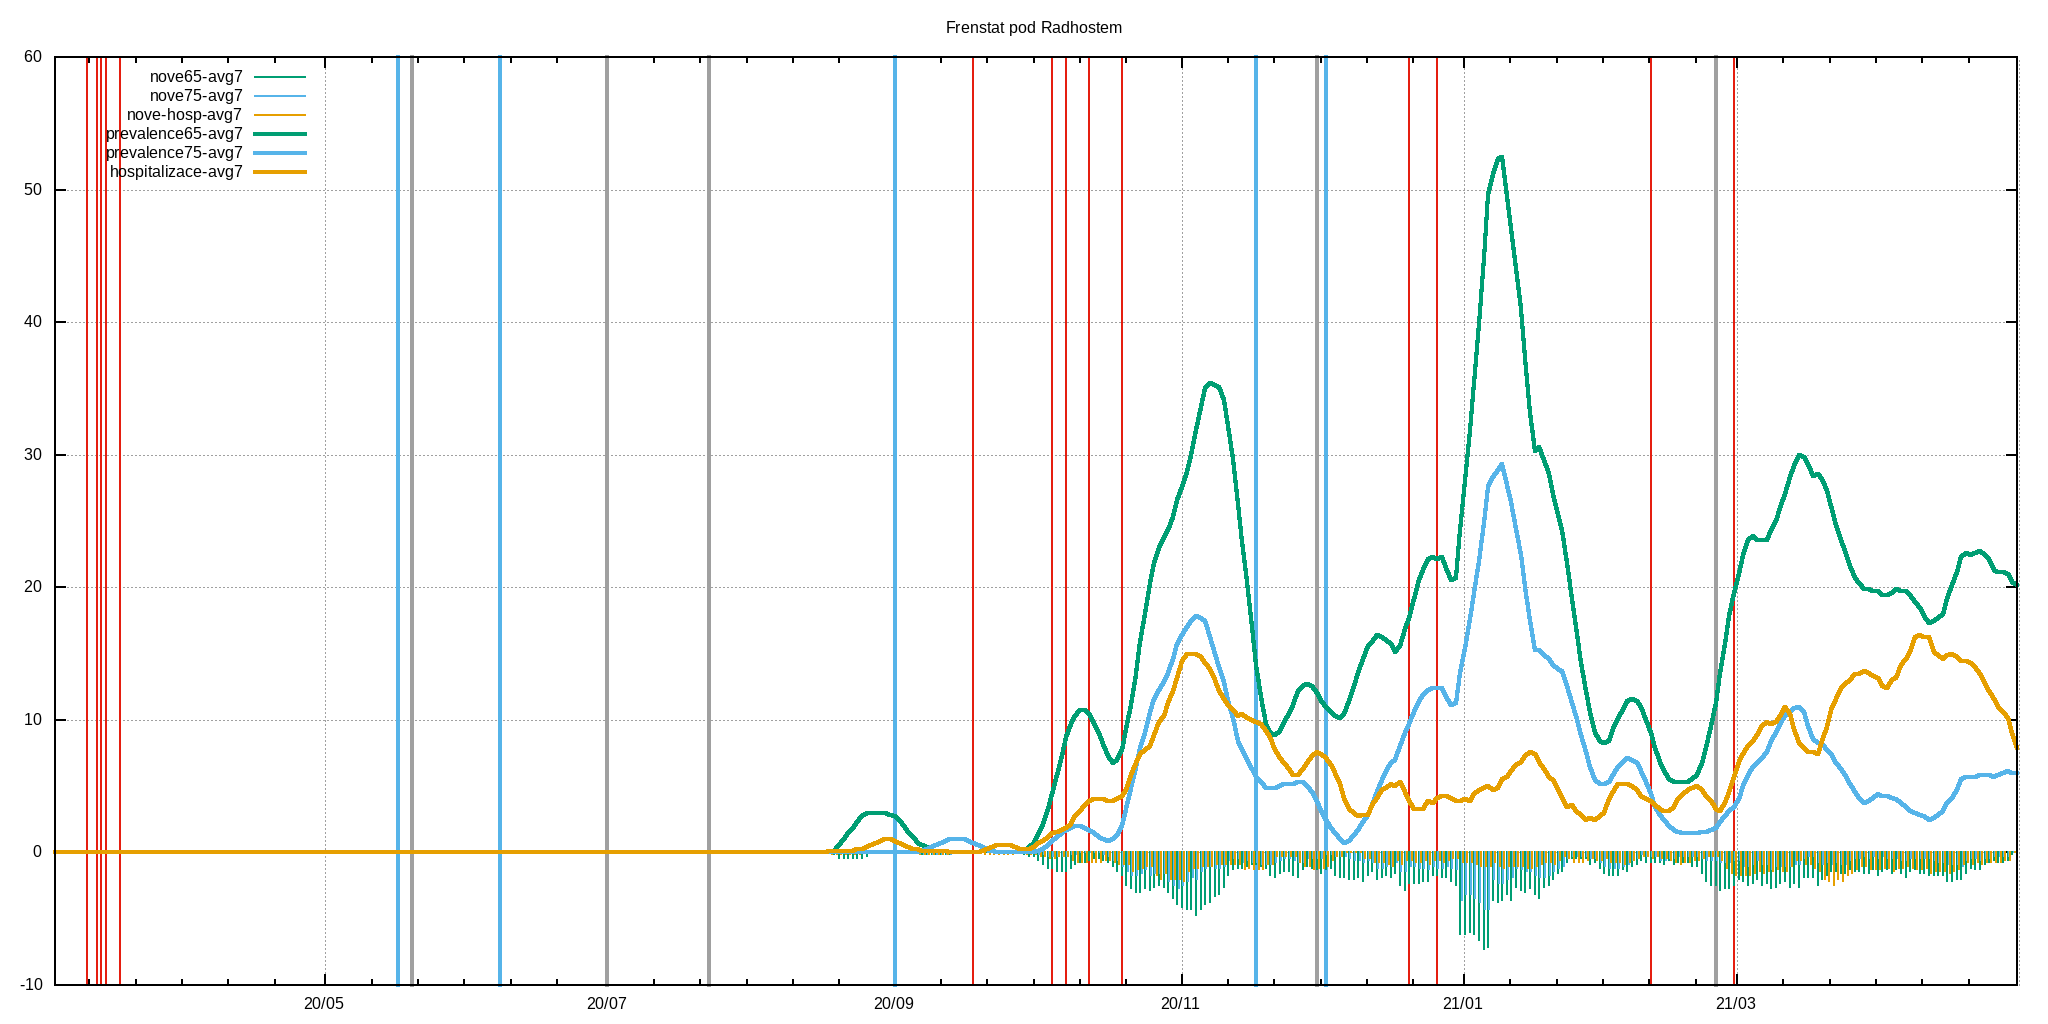 Frenstat pod Radhostem
60
50
40
30
20
10
0
-10
nove65-avg7
nove75-avg7
nove-hosp-avg7
prevalence65-avg7
prevalence75-avg7
hospitalizace-avg7
20/05 20/07 20/09 20/11 21/01 21/03